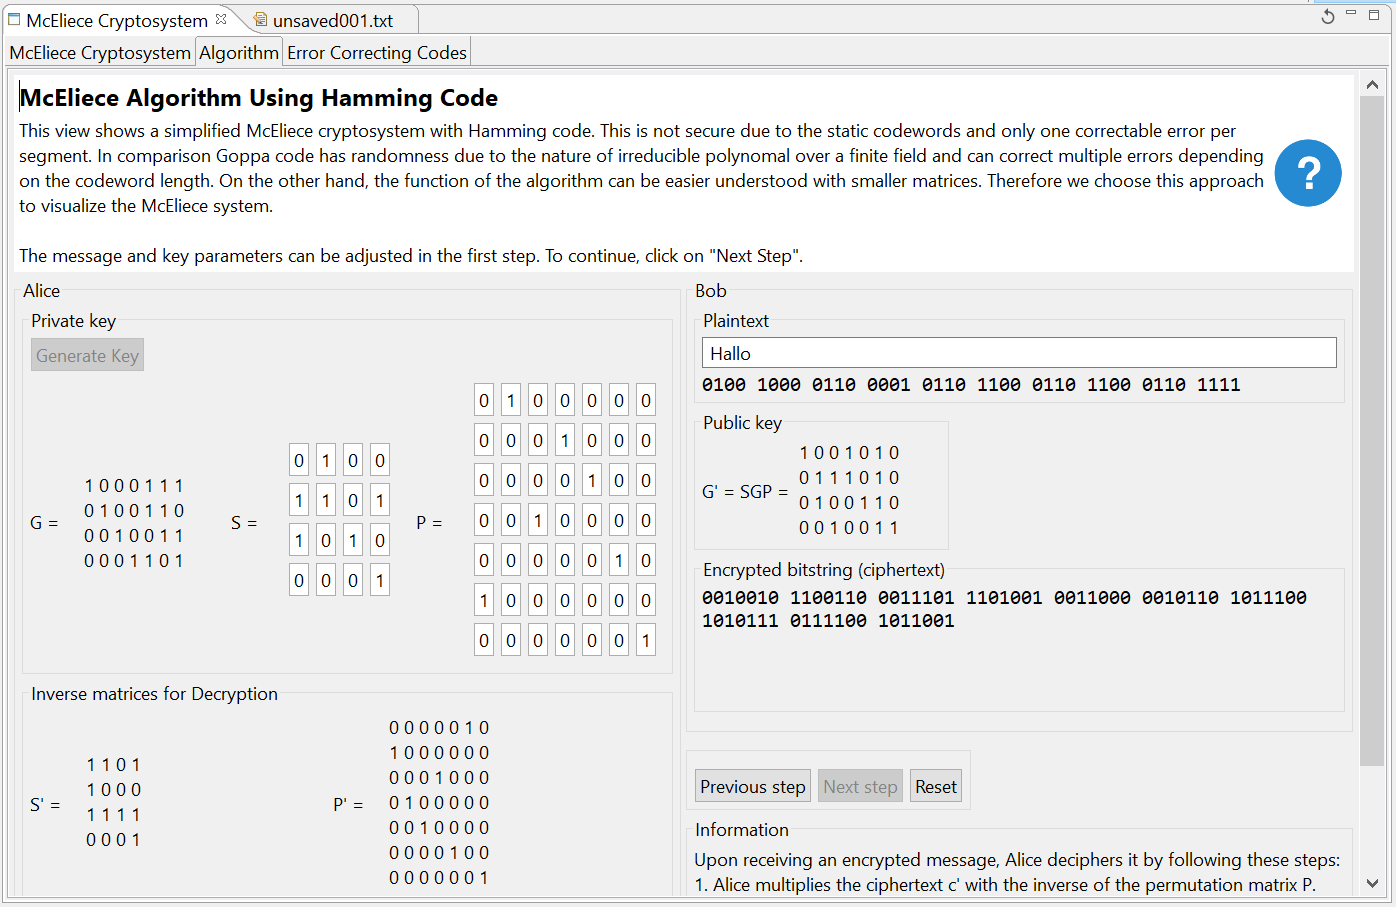 McEliece Cryptosystem
unsaved001.txt
McEliece Cryptosystem Algorithm Error Correcting Codes
McEliece Algorithm Using Hamming Code
This view shows a simplified McEliece cryptosystem with Hamming code. This is not secure due to the static codewords and only one correctable error per
segment. In comparison Goppa code has randomness due to the nature of irreducible polynomal over a finite field and can correct multiple errors depending
on the codeword length. On the other hand, the function of the algorithm can be easier understood with smaller matrices. Therefore we choose this approach
to visualize the McEliece system.
?
The message and key parameters can be adjusted in the first step. To continue, click on "Next Step".
Alice
Private key
Generate Key
G =
1 0 0 0 1 1 1
0 1 0 0 1 1 0
0 0 1 0 0 1 1
0 0 0 1 1 0 1
S =
0 1 0 0
1 1 0 1
1 0 1 0
0 0 0 1
P =
0 1 0 0 0 0 0
0 0 0 1 0 0 0
0 0 0 0 1 0 0
0 0 1 0 0 0 0
0 0 0 0 0 1 0
1 0 0 0 0 0 0
0 0 0 0 0 0 1
Inverse matrices for Decryption
S' =
1 1 0 1
1 0 0 0
1 1 1 1
0 0 0 1
P' =
0 0 0 0 0 1 0
1 0 0 0 0 0 0
0 0 0 1 0 0 0
0 1 0 0 0 0 0
0 0 1 0 0 0 0
0 0 0 0 1 0 0
0 0 0 0 0 0 1
Bob
Plaintext
Hallo
0100 1000 0110 0001 0110 1100 0110 1100 0110 1111
Public key
G' = SGP =
1 0 0 1 0 1 0
0 1 1 1 0 1 0
0 1 0 0 1 1 0
0 0 1 0 0 1 1
Encrypted bitstring (ciphertext)
0010010 1100110 0011101 1101001 0011000 0010110 1011100
1010111 0111100 1011001
Previous step Next step Reset
Information
Upon receiving an encrypted message, Alice deciphers it by following these steps:
1. Alice multiplies the ciphertext c' with the inverse of the permutation matrix P.